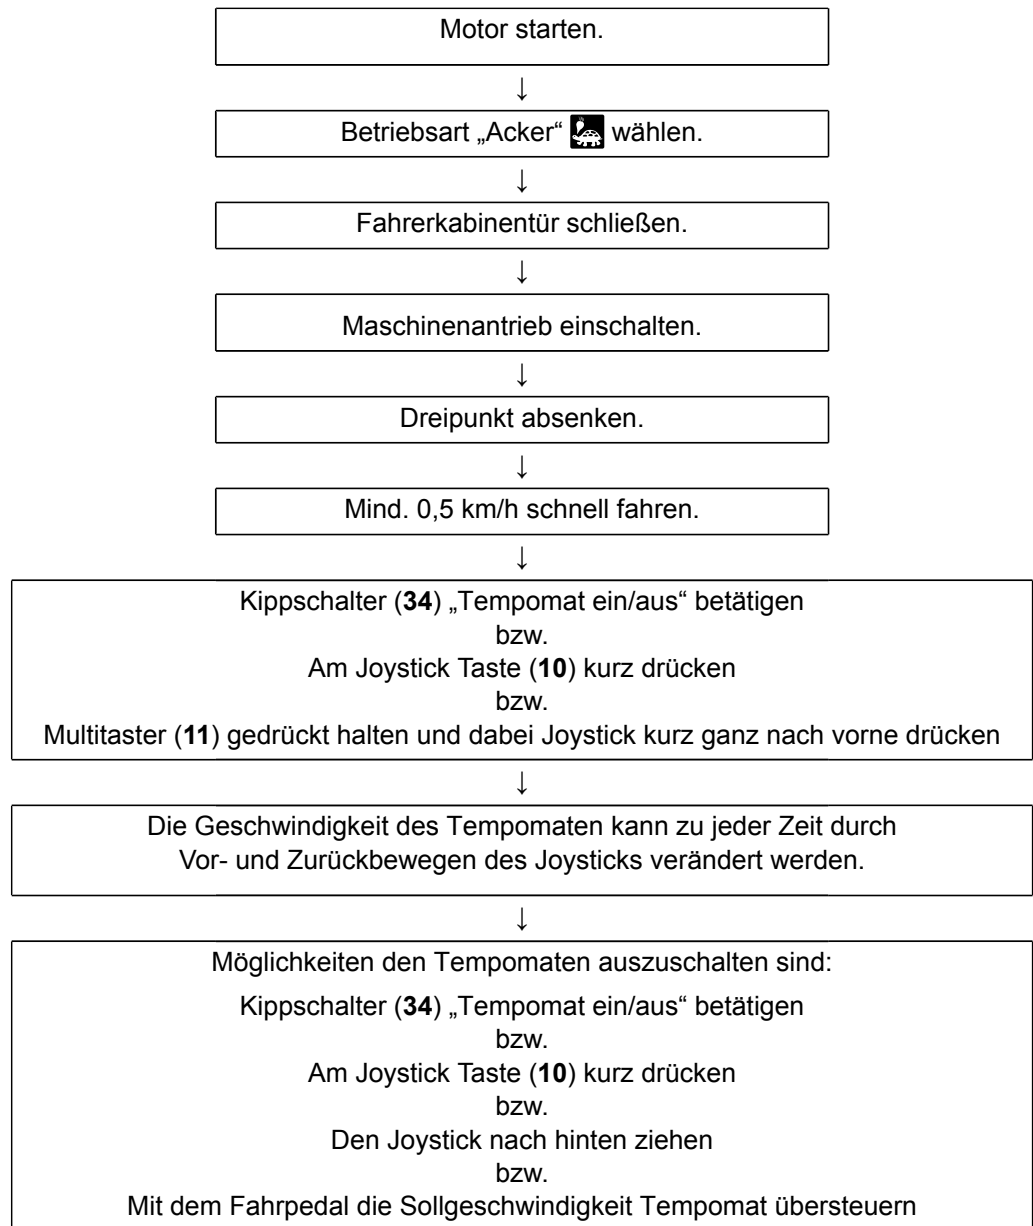 Motor starten.
↓
Betriebsart „Acker“ wählen.
↓
Fahrerkabinentür schließen.
↓
Maschinenantrieb einschalten.
↓
Dreipunkt absenken.
↓
Mind. 0,5 km/h schnell fahren.
↓
Kippschalter (34) „Tempomat ein/aus“ betätigen
bzw.
Am Joystick Taste (10) kurz drücken
bzw.
Multitaster (11) gedrückt halten und dabei Joystick kurz ganz nach vorne drücken
↓
Die Geschwindigkeit des Tempomaten kann zu jeder Zeit durch
Vor- und Zurückbewegen des Joysticks verändert werden.
↓
Möglichkeiten den Tempomaten auszuschalten sind:
Kippschalter (34) „Tempomat ein/aus“ betätigen
bzw.
Am Joystick Taste (10) kurz drücken
bzw.
Den Joystick nach hinten ziehen
bzw.
Mit dem Fahrpedal die Sollgeschwindigkeit Tempomat übersteuern